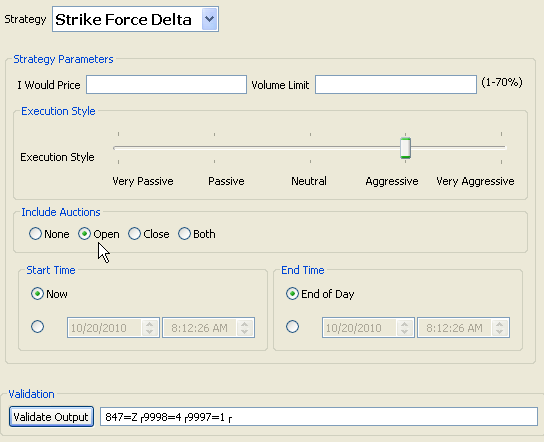 Strategy Strike Force Delta
Strategy Parameters
I Would Price Volume Limit (1-70%)
Execution Style
Execution Style
Very Passive Passive Neutral Aggressive Very Aggressive
Include Auctions
None Open Close Both
Start Time End Time
Now End of Day
10/20/2010 8:12:26 AM 10/20/2010 8:12:26 AM
Validation
Validate Output 847=Z ┌9998=4 ┌9997=1 ┌